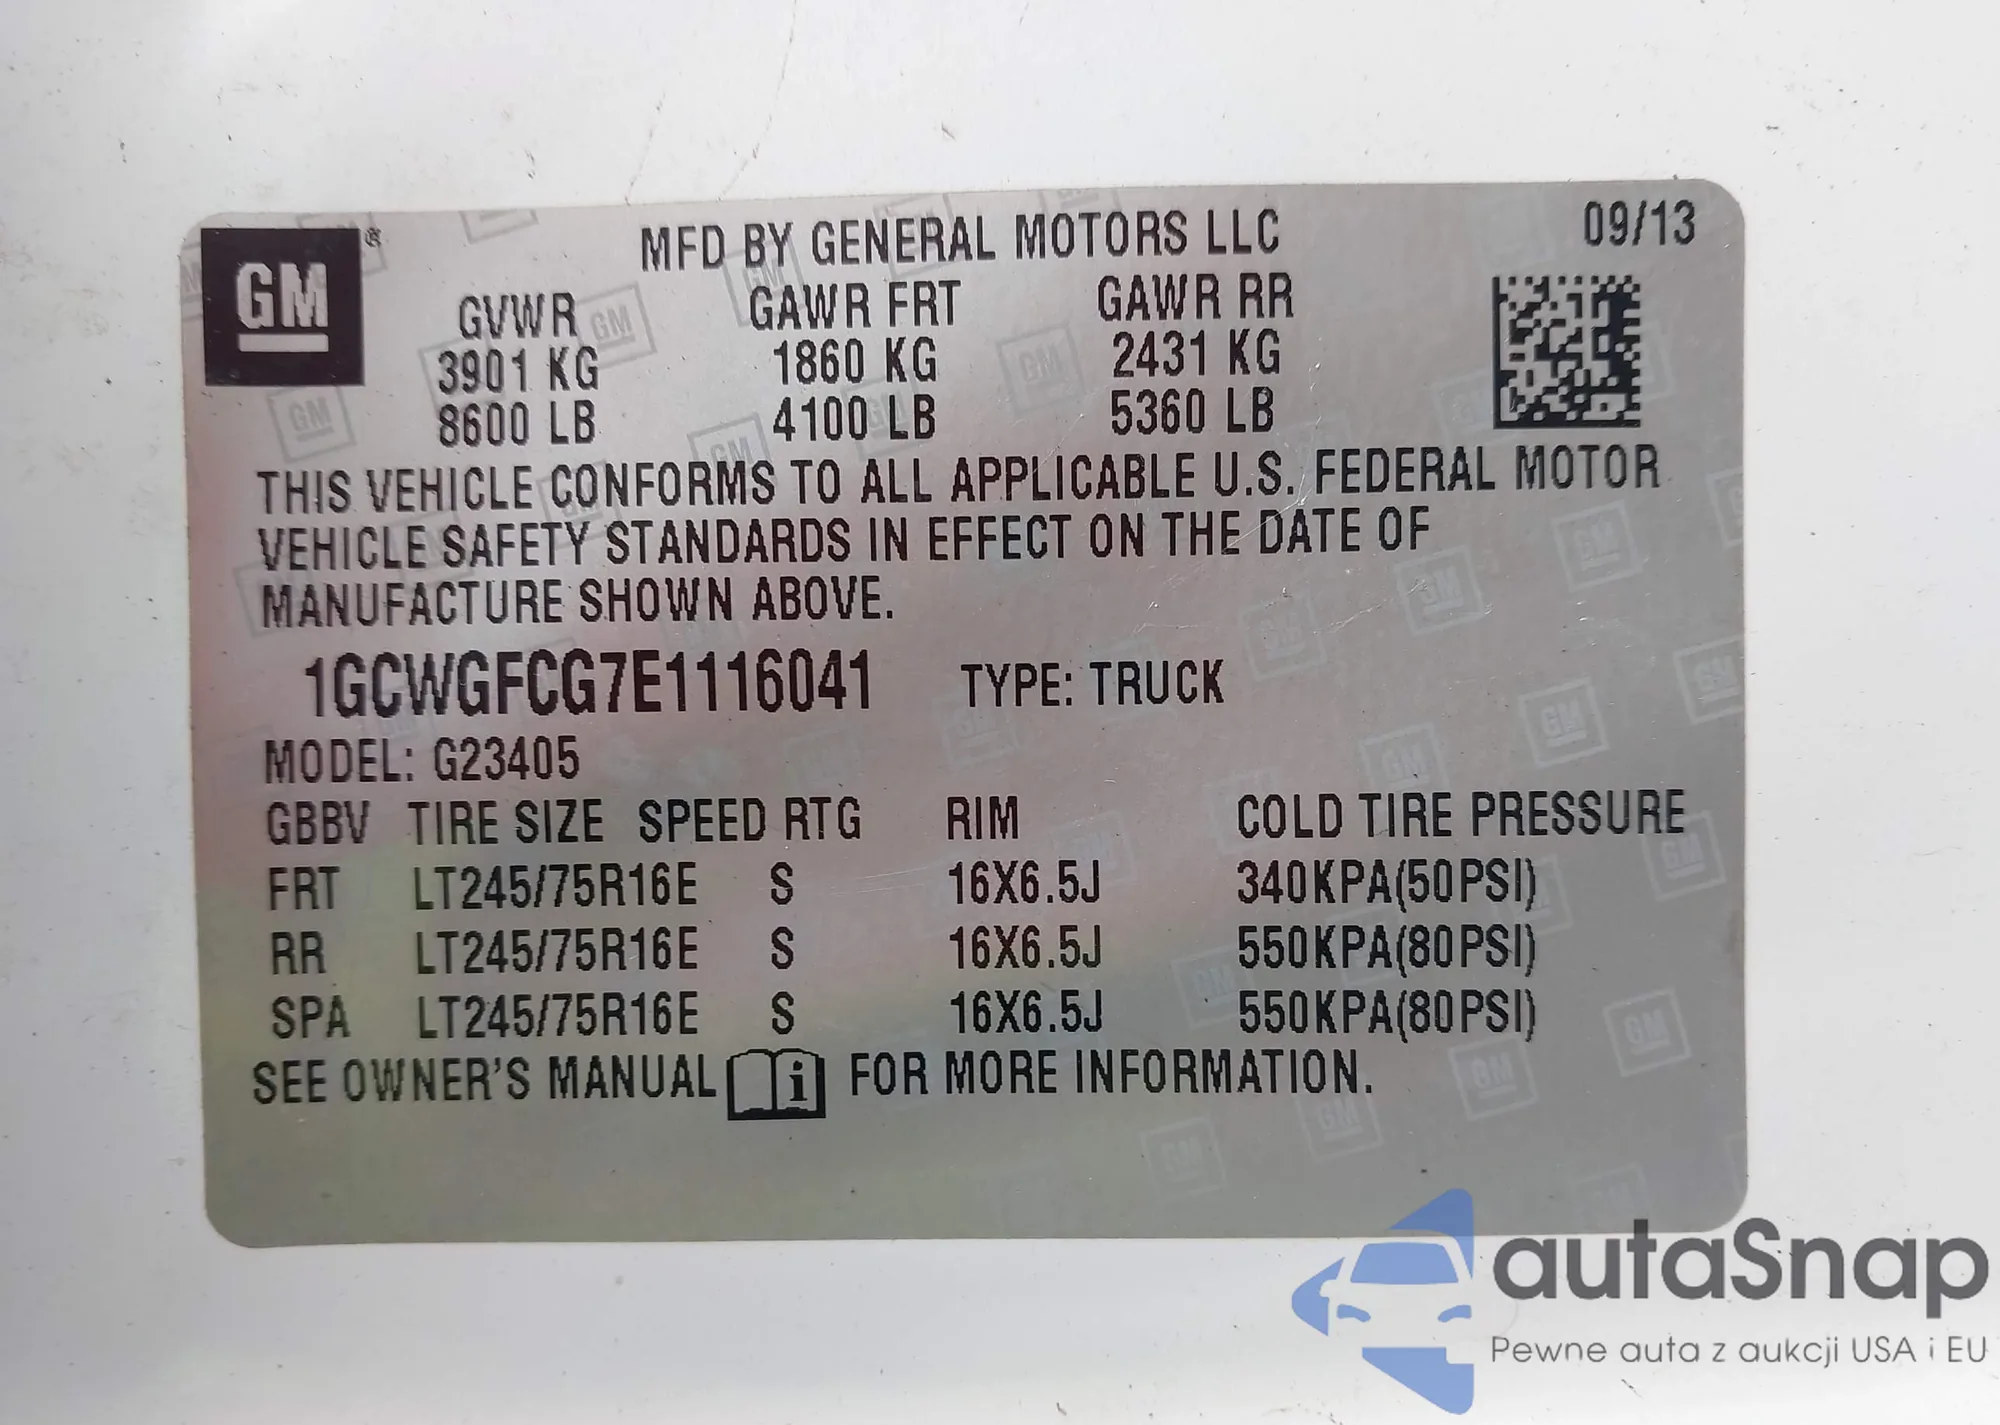 GM®
MFD BY GENERAL MOTORS LLC 09/13
GVWR GAWR FRT GAWR RR
3901 KG 1860 KG 2431 KG
8600 LB 4100 LB 5360 LB
THIS VEHICLE CONFORMS TO ALL APPLICABLE U.S. FEDERAL MOTOR
VEHICLE SAFETY STANDARDS IN EFFECT ON THE DATE OF
MANUFACTURE SHOWN ABOVE.
1GCWGFCG7E1116041 TYPE: TRUCK
MODEL: G23405
GBBV TIRE SIZE SPEED RTG RIM COLD TIRE PRESSURE
FRT LT245/75R16E S 16X6.5J 340KPA(50PSI)
RR LT245/75R16E S 16X6.5J 550KPA(80PSI)
SPA LT245/75R16E S 16X6.5J 550KPA(80PSI)
SEE OWNER'S MANUAL i FOR MORE INFORMATION.
autaSnap
Pewne auta z aukcji USA i EU